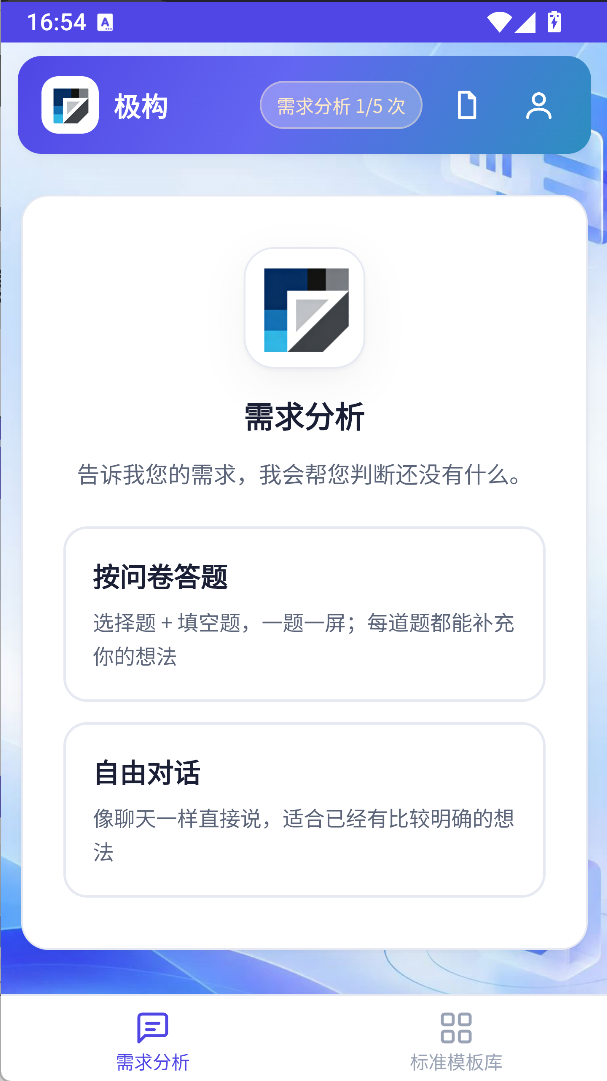 16:54
极构
需求分析 1/5 次
需求分析
告诉我您的需求，我会帮您判断还没有什么。
按问卷答题
选择题 + 填空题，一题一屏；每道题都能补充
你的想法
自由对话
像聊天一样直接说，适合已经有比较明确的想
法
需求分析
标准模板库